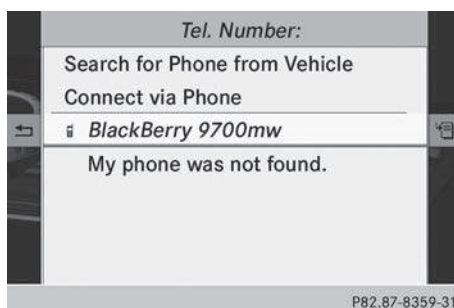 Tel. Number:
Search for Phone from Vehicle
Connect via Phone
BlackBerry 9700mw
My phone was not found.
P82.87-8359-31